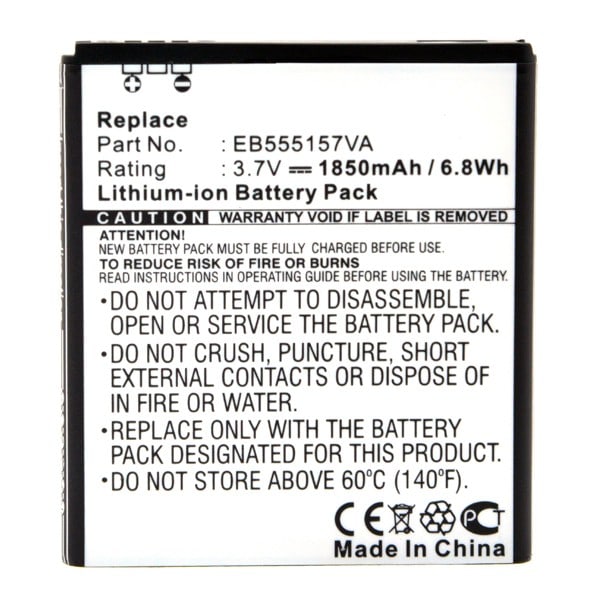 Replace
Part No. : EB555157VA
Rating : 3.7V 1850mAh / 6.8Wh
Lithium-ion Battery Pack
CAUTION WARRANTY VOID IF LABEL IS REMOVED
ATTENTION!
NEW BATTERY PACK MUST BE FULLY CHARGED BEFORE USE.
TO REDUCE RISK OF FIRE OR BURNS
READ INSTRUCTIONS IN OPERATING GUIDE BEFORE USING THE BATTERY.
•DO NOT ATTEMPT TO DISASSEMBLE,
OPEN OR SERVICE THE BATTERY PACK.
•DO NOT CRUSH, PUNCTURE, SHORT
EXTERNAL CONTACTS OR DISPOSE OF
IN FIRE OR WATER.
•REPLACE ONLY WITH THE BATTERY
PACK DESIGNATED FOR THIS PRODUCT.
•DO NOT STORE ABOVE 60°C (140°F).
CE PCT
Made In China